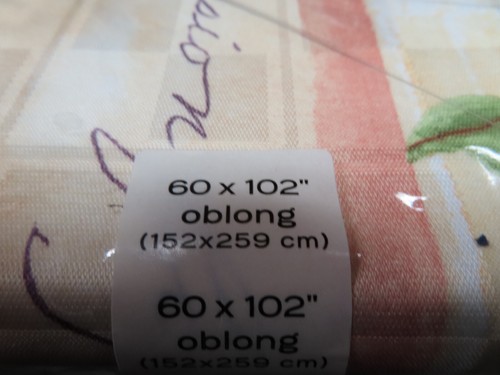 60 x 102"
oblong
(152x259 cm)
60 x 102"
oblong
(152x259 cm)